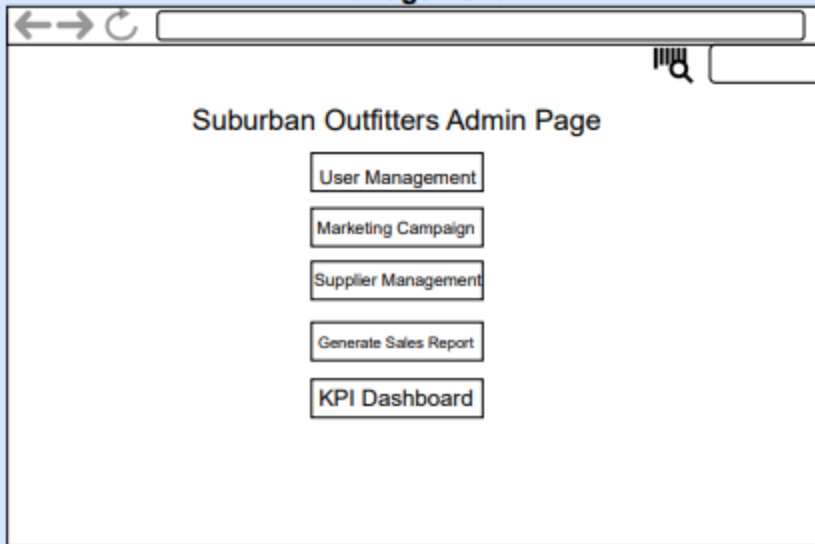 Suburban Outfitters Admin Page
User Management
Marketing Campaign
Supplier Management
Generate Sales Report
KPI Dashboard